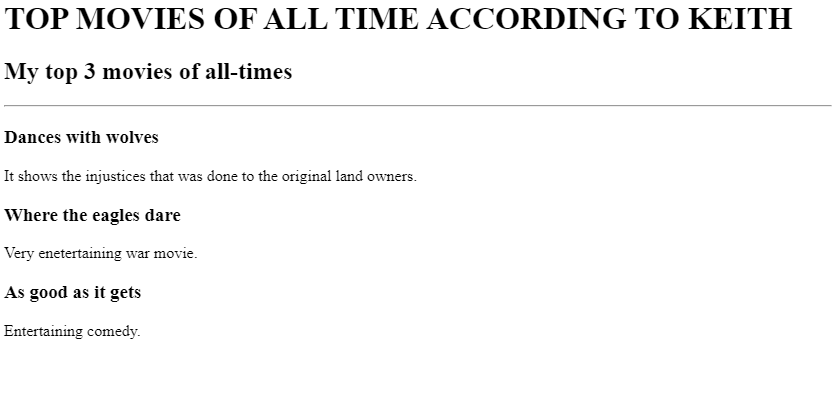 TOP MOVIES OF ALL TIME ACCORDING TO KEITH
My top 3 movies of all-times
Dances with wolves
It shows the injustices that was done to the original land owners.
Where the eagles dare
Very enetertaining war movie.
As good as it gets
Entertaining comedy.